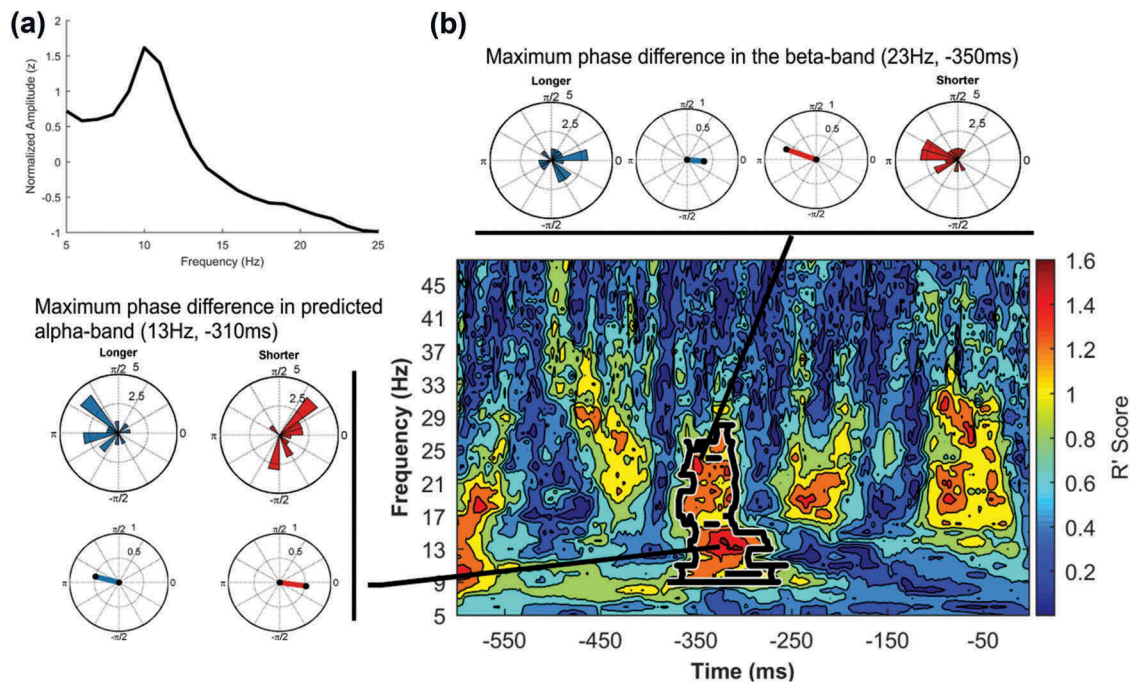 (a)
2
1.5
1
0.5
0
-0.5
-1
Normalized Amplitude (z)
5
10
15
20
25
Frequency (Hz)
Maximum phase difference in predicted
alpha-band (13Hz, -310ms)
Longer
π/2 5
2.5
π
0
-π/2
Shorter
π/2 5
2.5
π
0
-π/2
π/2 1
0.5
π
0
-π/2
π/2 1
0.5
π
0
-π/2
(b)
Maximum phase difference in the beta-band (23Hz, -350ms)
Longer
π/2 5
2.5
π
0
-π/2
π/2 1
0.5
π
0
-π/2
π/2 1
0.5
π
0
-π/2
Shorter
π/2 5
2.5
π
0
-π/2
Frequency (Hz)
45
41
37
33
29
25
21
17
13
9
5
-550
-450
-350
-250
-150
-50
Time (ms)
1.6
1.4
1.2
1
0.8
0.6
0.4
0.2
R' Score